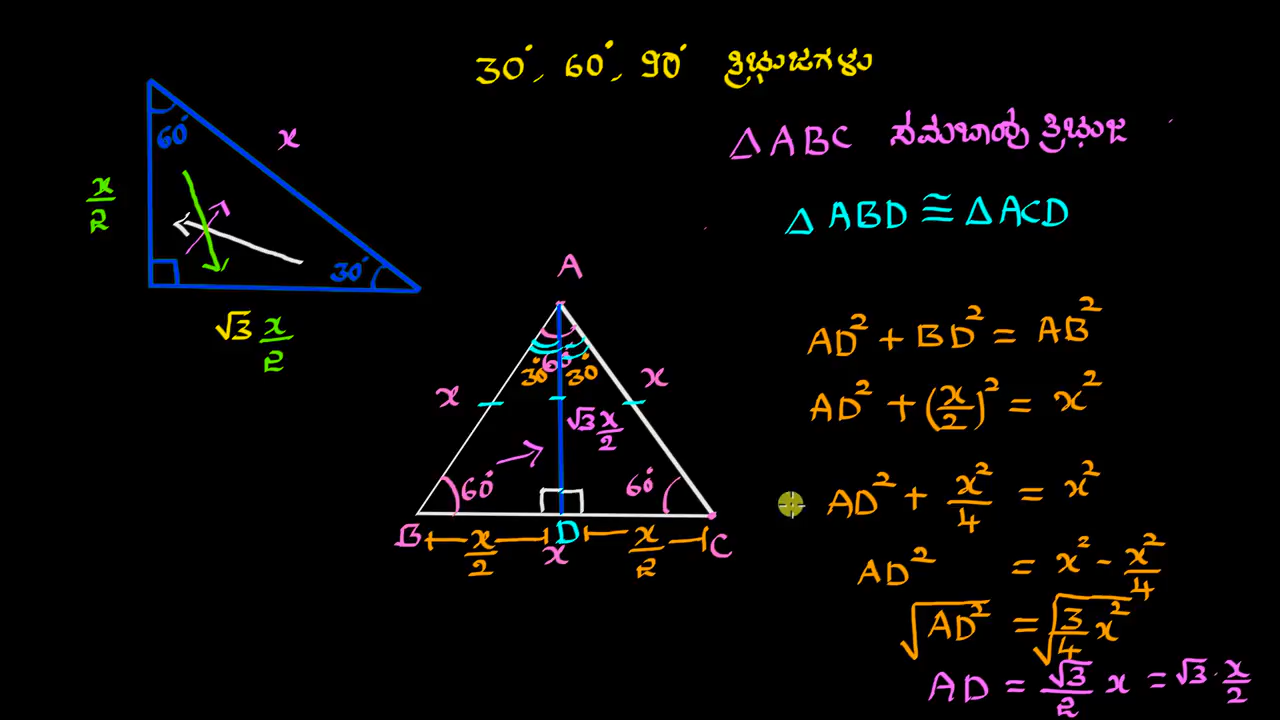 30°, 60°, 90° ತ್ರಿಭುಜಗಳು
60°
x
x/2
30°
√3 x/2
△ABC ಸಮಬಾಹು ತ್ರಿಭುಜ
△ABD ≅ △ACD
A
60°
30° 30°
x
x
√3 x/2
60°
60°
B
x/2
D
x/2
C
x
AD² + BD² = AB²
AD² + (x/2)² = x²
AD² + x²/4 = x²
AD² = x² - x²/4
√AD² = √3/√4 x²
AD = √3/2 x = √3 · x/2